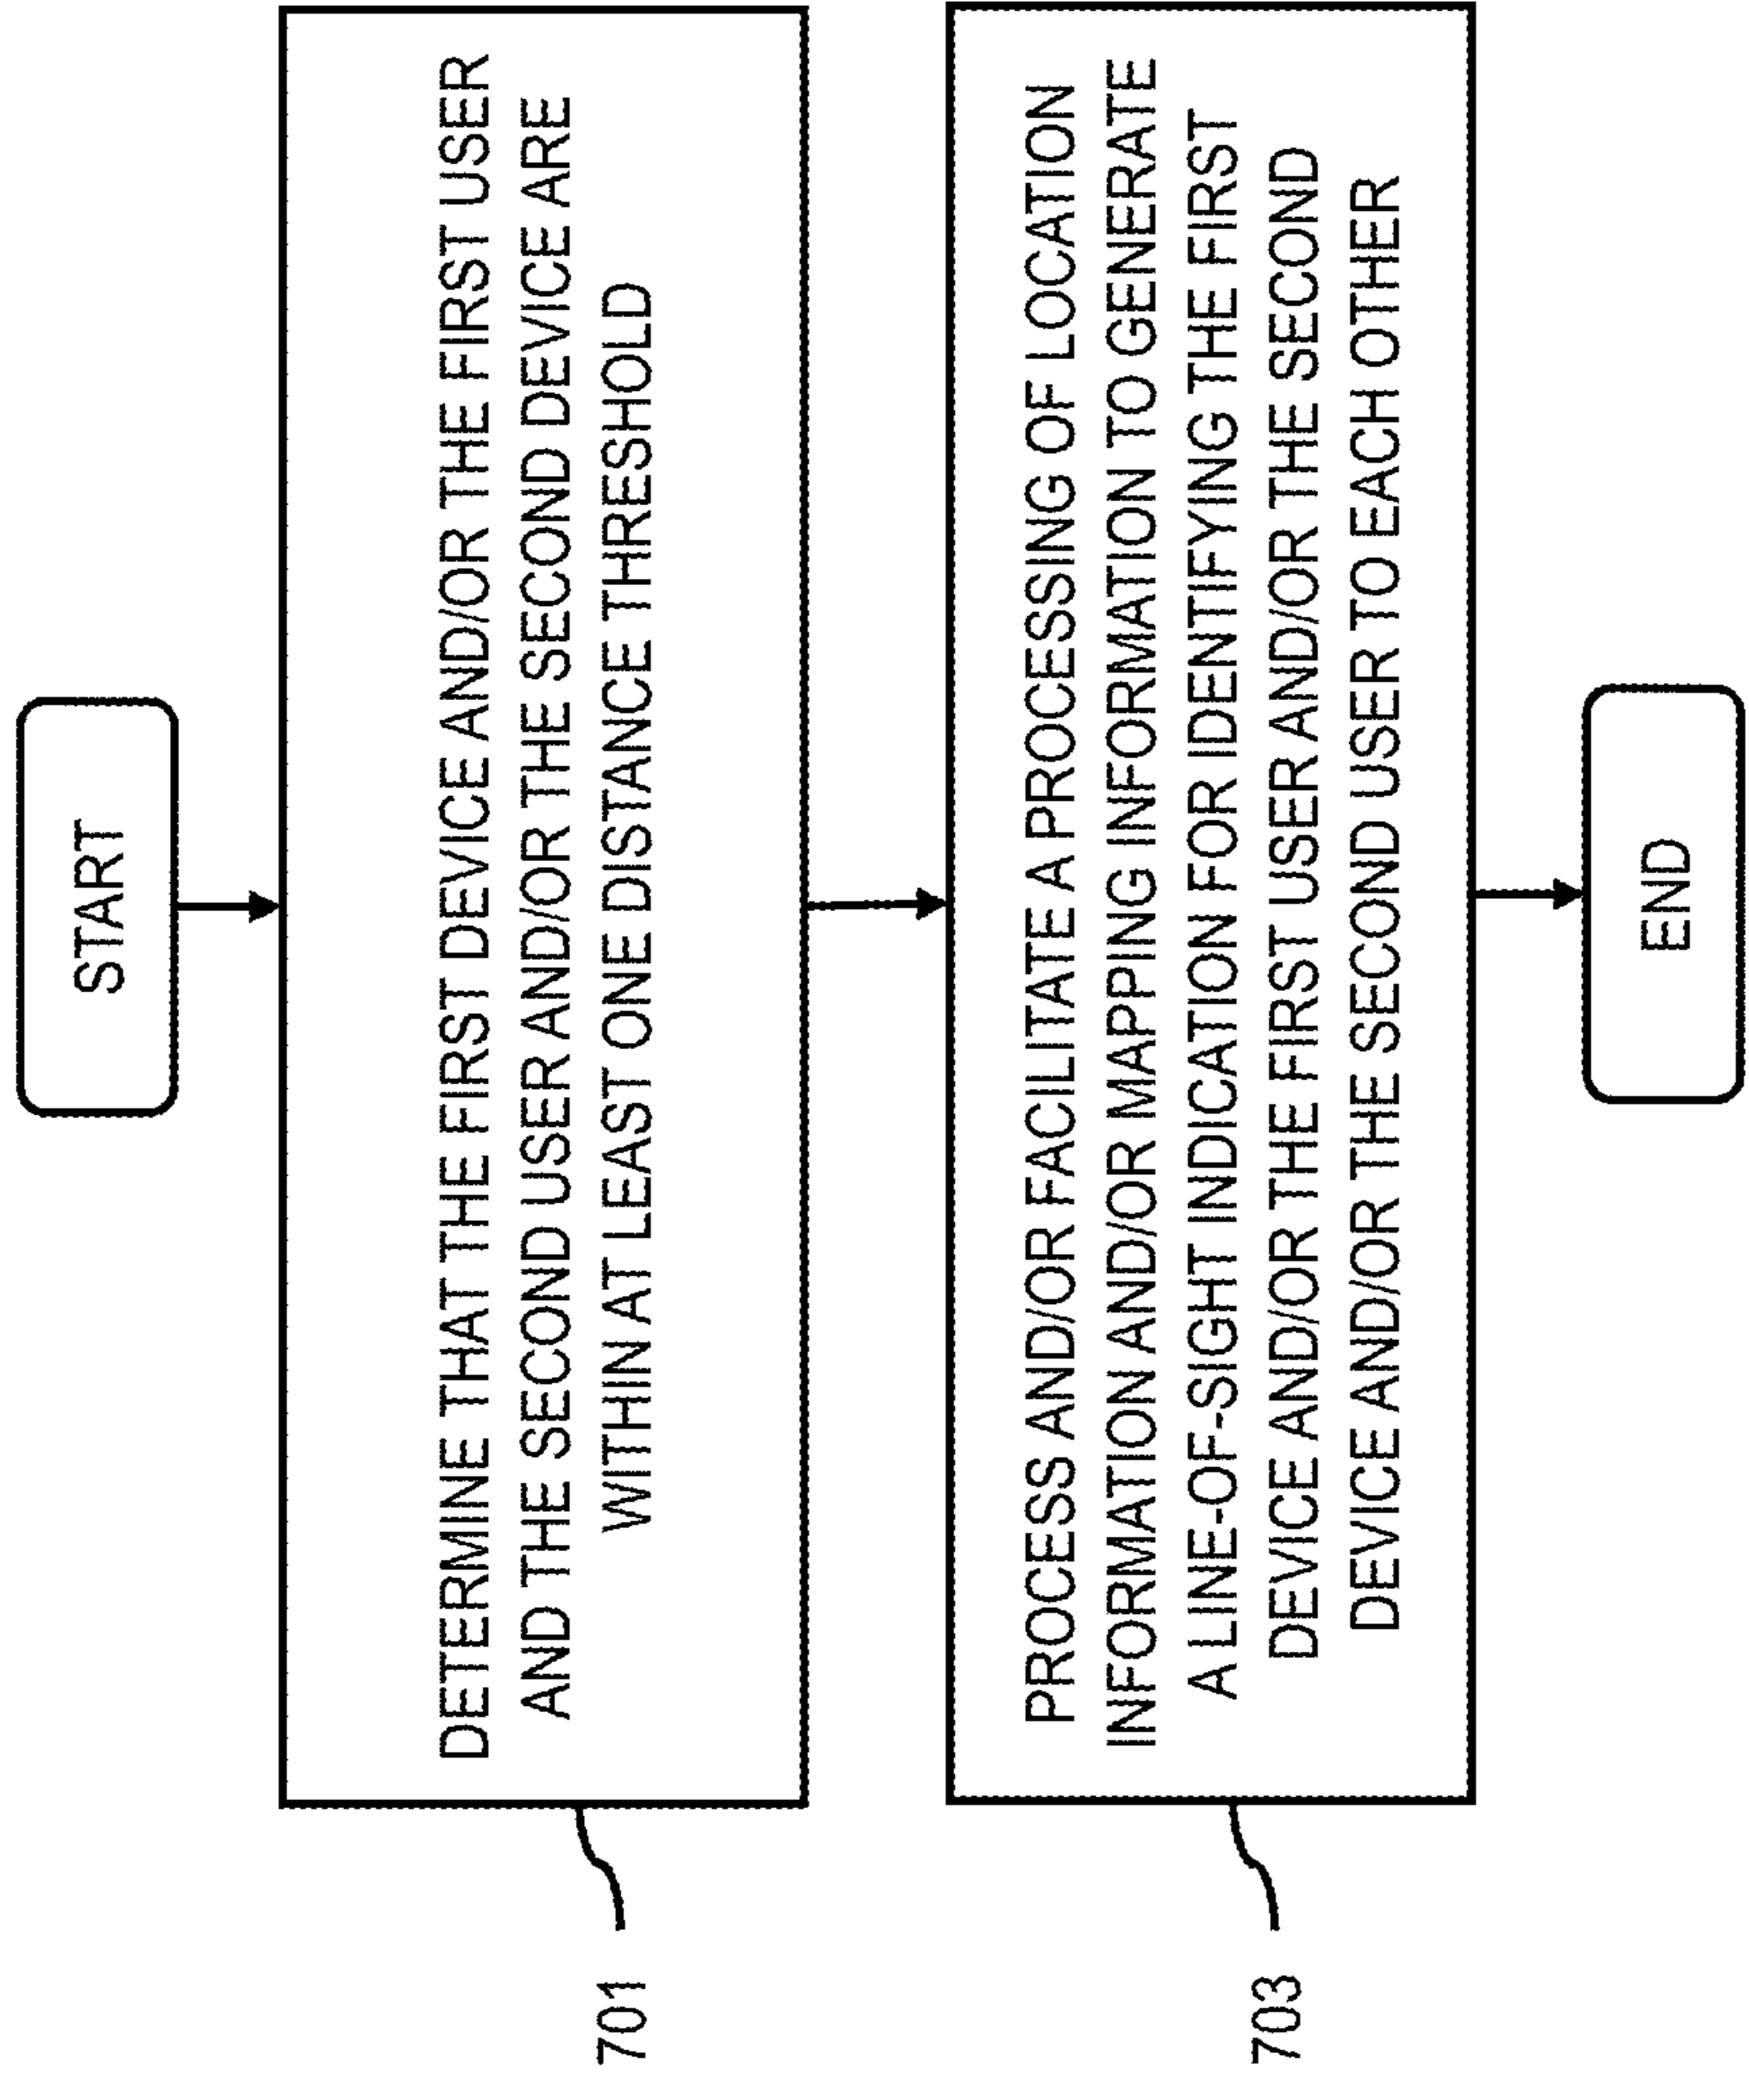 START
DETERMINE THAT THE FIRST DEVICE AND/OR THE FIRST USER
AND THE SECOND USER AND/OR THE SECOND DEVICE ARE
WITHIN AT LEAST ONE DISTANCE THRESHOLD
701
PROCESS AND/OR FACILITATE A PROCESSING OF LOCATION
INFORMATION AND/OR MAPPING INFORMATION TO GENERATE
A LINE-OF-SIGHT INDICATION FOR IDENTIFYING THE FIRST
DEVICE AND/OR THE FIRST USER AND/OR THE SECOND
DEVICE AND/OR THE SECOND USER TO EACH OTHER
703
END